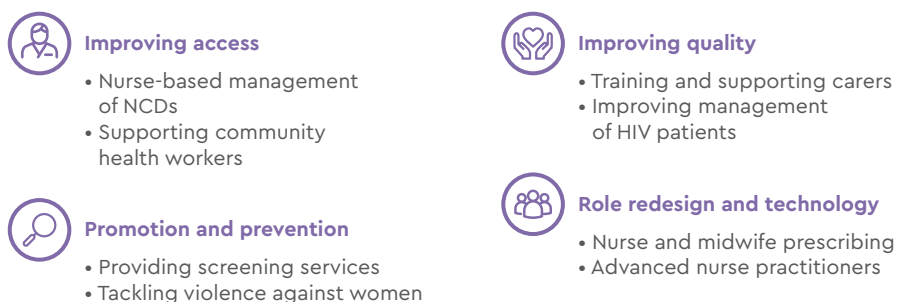 Improving access
• Nurse-based management
of NCDs
• Supporting community
health workers
Promotion and prevention
• Providing screening services
• Tackling violence against women
Improving quality
• Training and supporting carers
• Improving management
of HIV patients
Role redesign and technology
• Nurse and midwife prescribing
• Advanced nurse practitioners